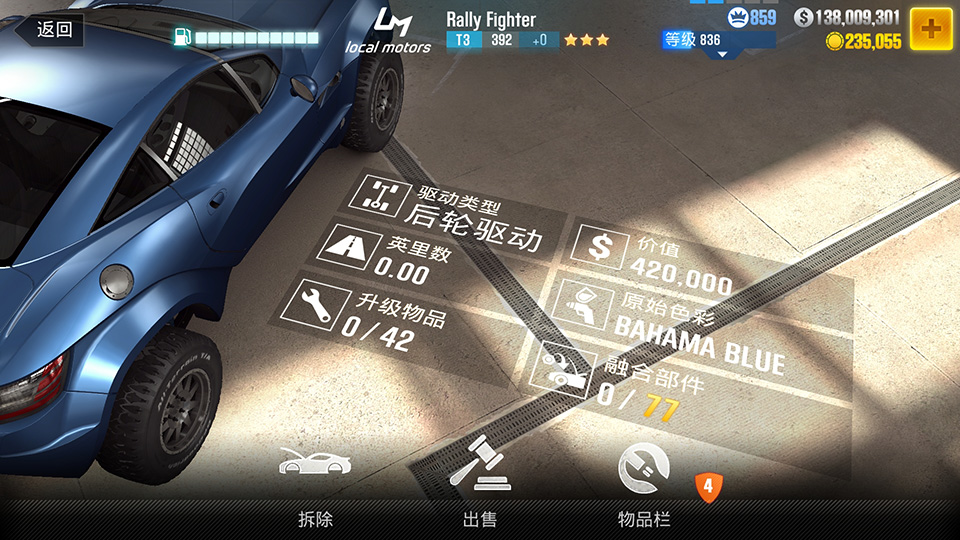 返回
LM
local motors
Rally Fighter
T3 392 +0
等级 836
859
138,009,301
235,055
驱动类型
后轮驱动
英里数
0.00
升级物品
0 / 42
价值
420,000
原始色彩
BAHAMA BLUE
融合部件
0 / 77
拆除
出售
物品栏
4